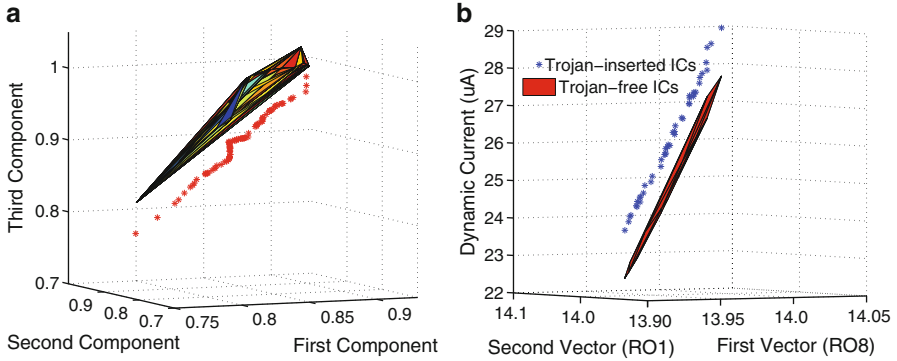 a
Third Component
1
0.9
0.8
0.7
0.9
0.8
0.7
0.75
0.8
0.85
0.9
Second Component
First Component
b
Dynamic Current (uA)
29
28
27
26
25
24
23
22
Trojan-inserted ICs
Trojan-free ICs
14.1
14.0
13.90
13.95
14.0
14.05
Second Vector (RO1)
First Vector (RO8)